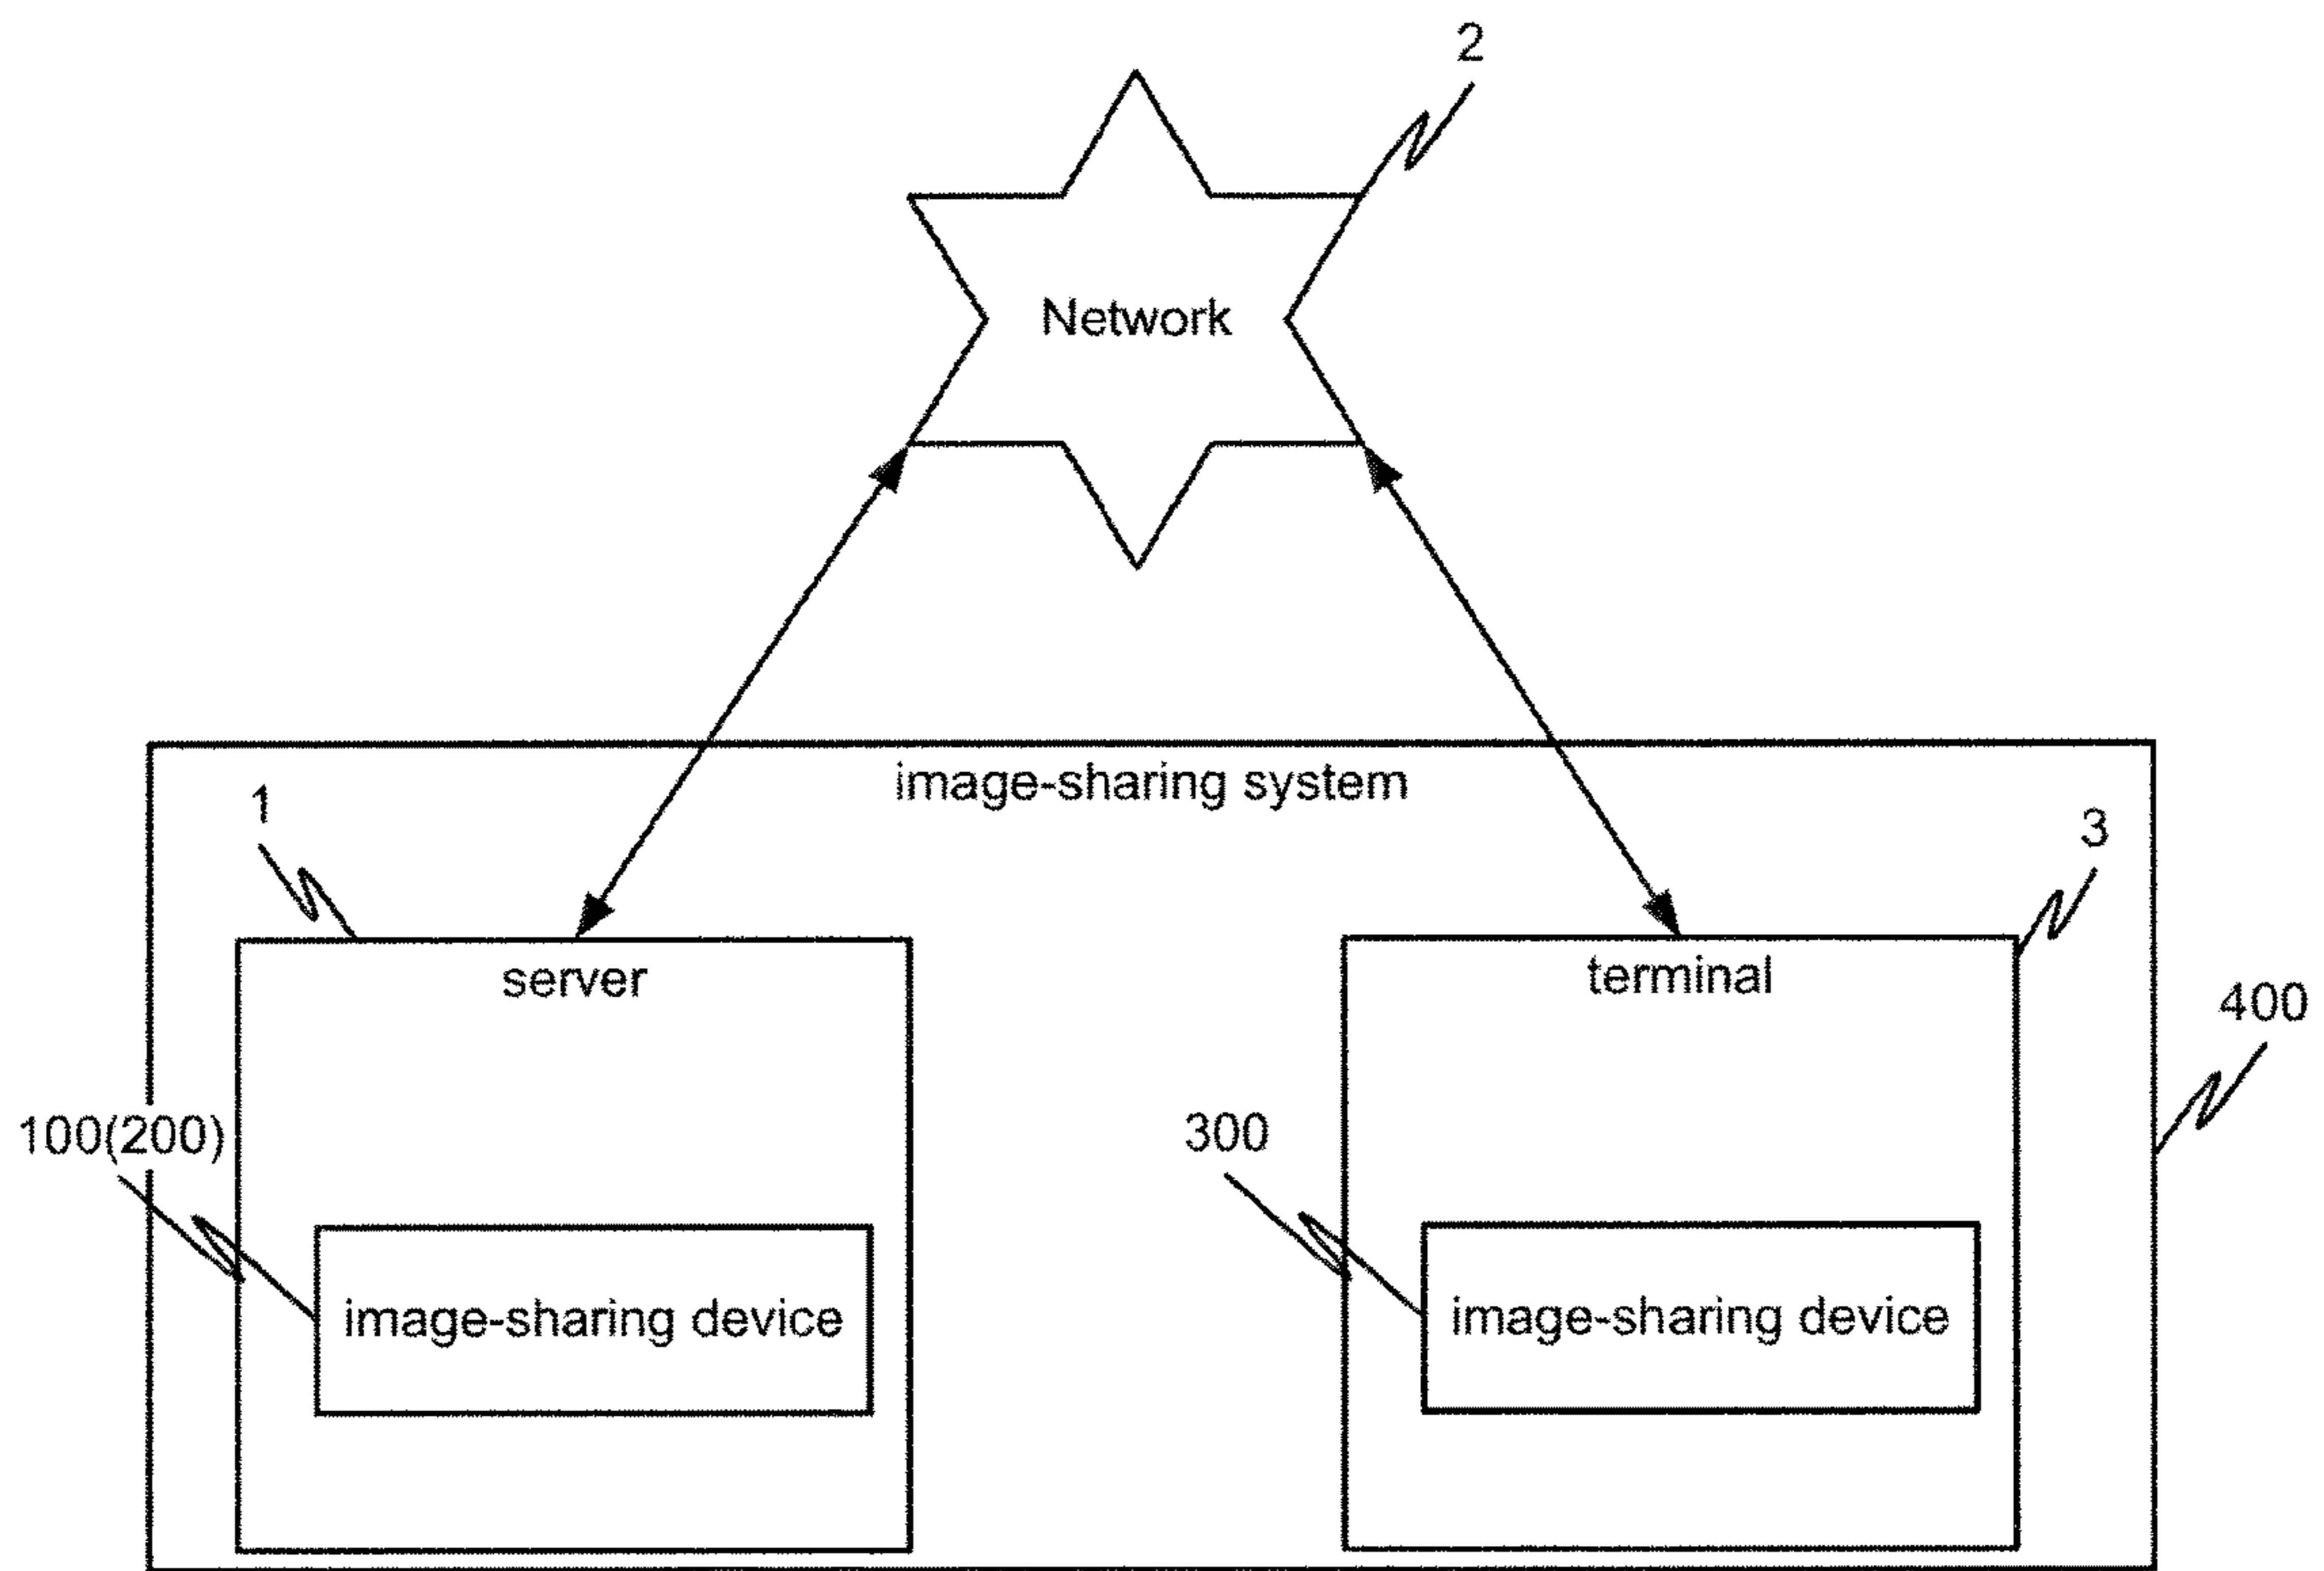 2
Network
image-sharing system
1
3
server
terminal
400
100(200)
300
image-sharing device
image-sharing device